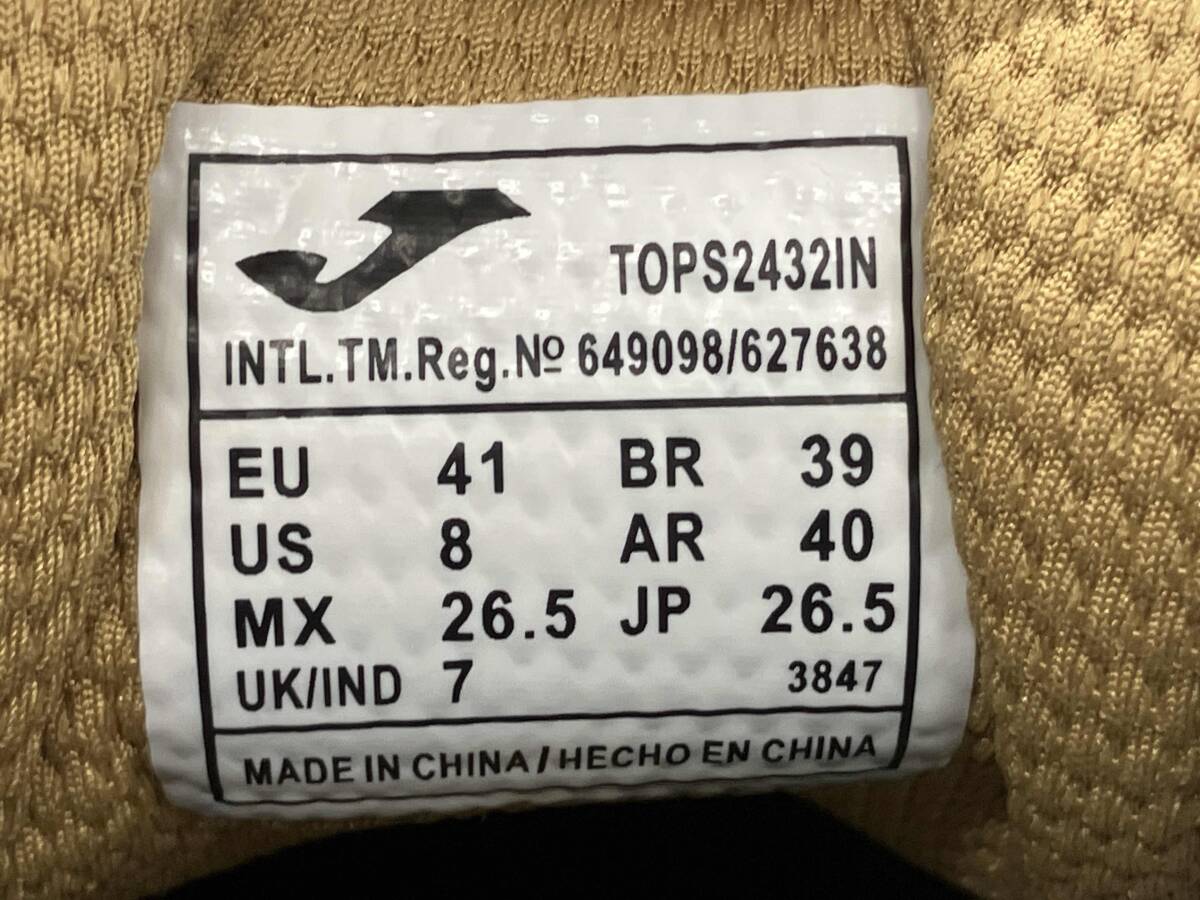 TOPS2432IN
INTL.TM.Reg.Nº 649098/627638
EU 41 BR 39
US 8 AR 40
MX 26.5 JP 26.5
UK/IND 7 3847
MADE IN CHINA / HECHO EN CHINA